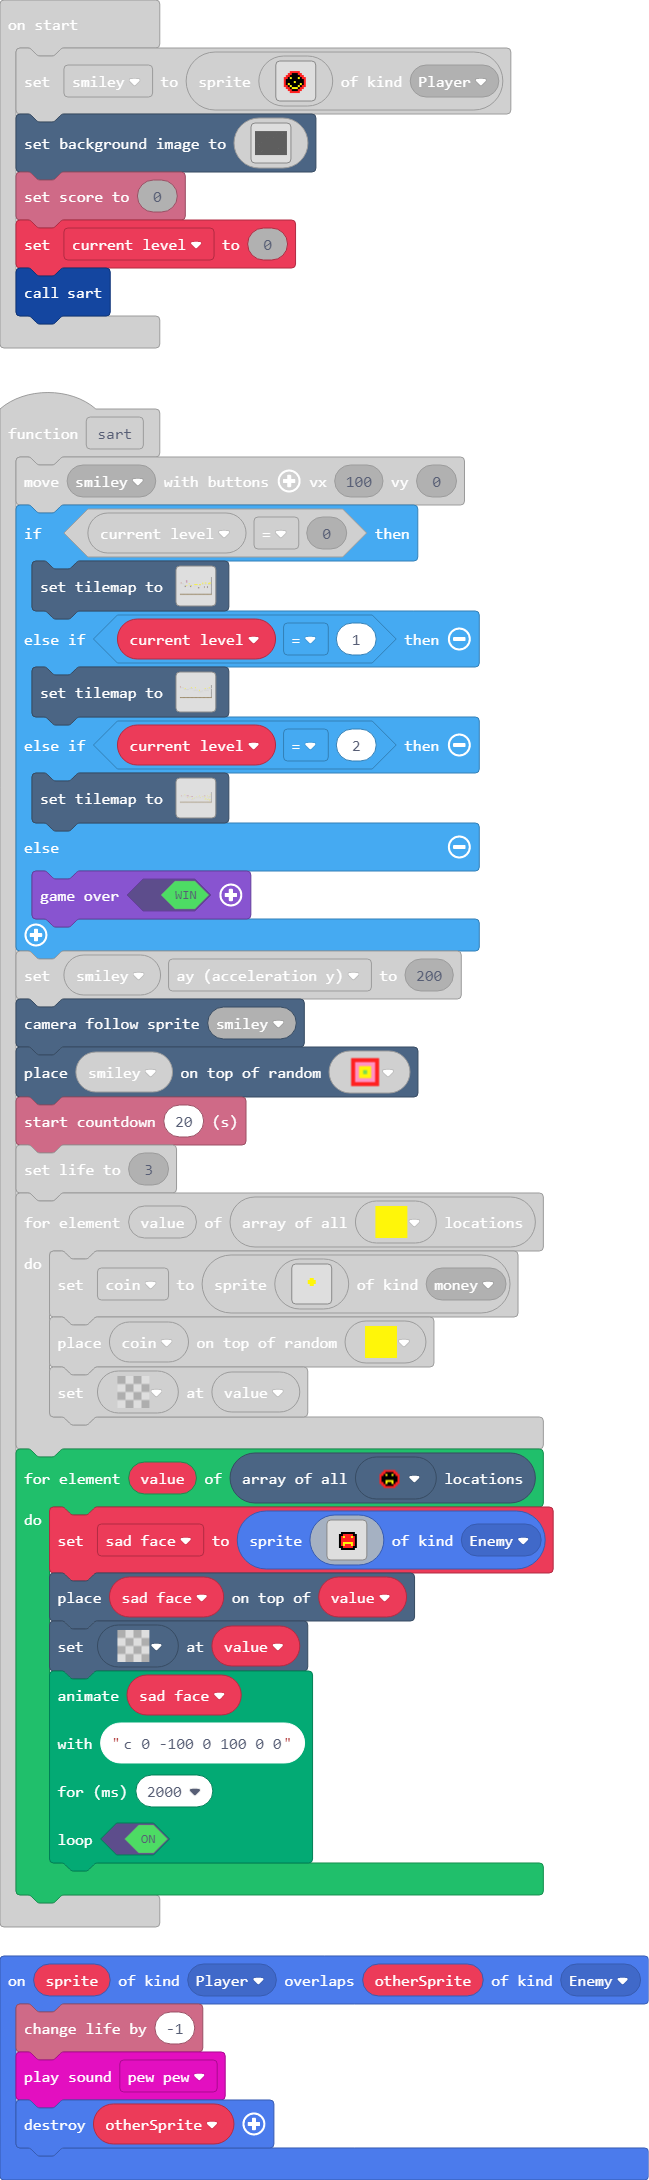 on start
set smiley to sprite of kind Player
set background image to
set score to 0
set current level to 0
call sart
function sart
move smiley with buttons vx 100 vy 0
if current level = 0 then
set tilemap to
else if current level = 1 then
set tilemap to
else if current level = 2 then
set tilemap to
else
game over WIN
set smiley ay (acceleration y) to 200
camera follow sprite smiley
place smiley on top of random
start countdown 20 (s)
set life to 3
for element value of array of all locations
do
set coin to sprite of kind money
place coin on top of random
set at value
for element value of array of all locations
do
set sad face to sprite of kind Enemy
place sad face on top of value
set at value
animate sad face
with "c 0 -100 0 100 0 0"
for (ms) 2000
loop ON
on sprite of kind Player overlaps otherSprite of kind Enemy
change life by -1
play sound pew pew
destroy otherSprite